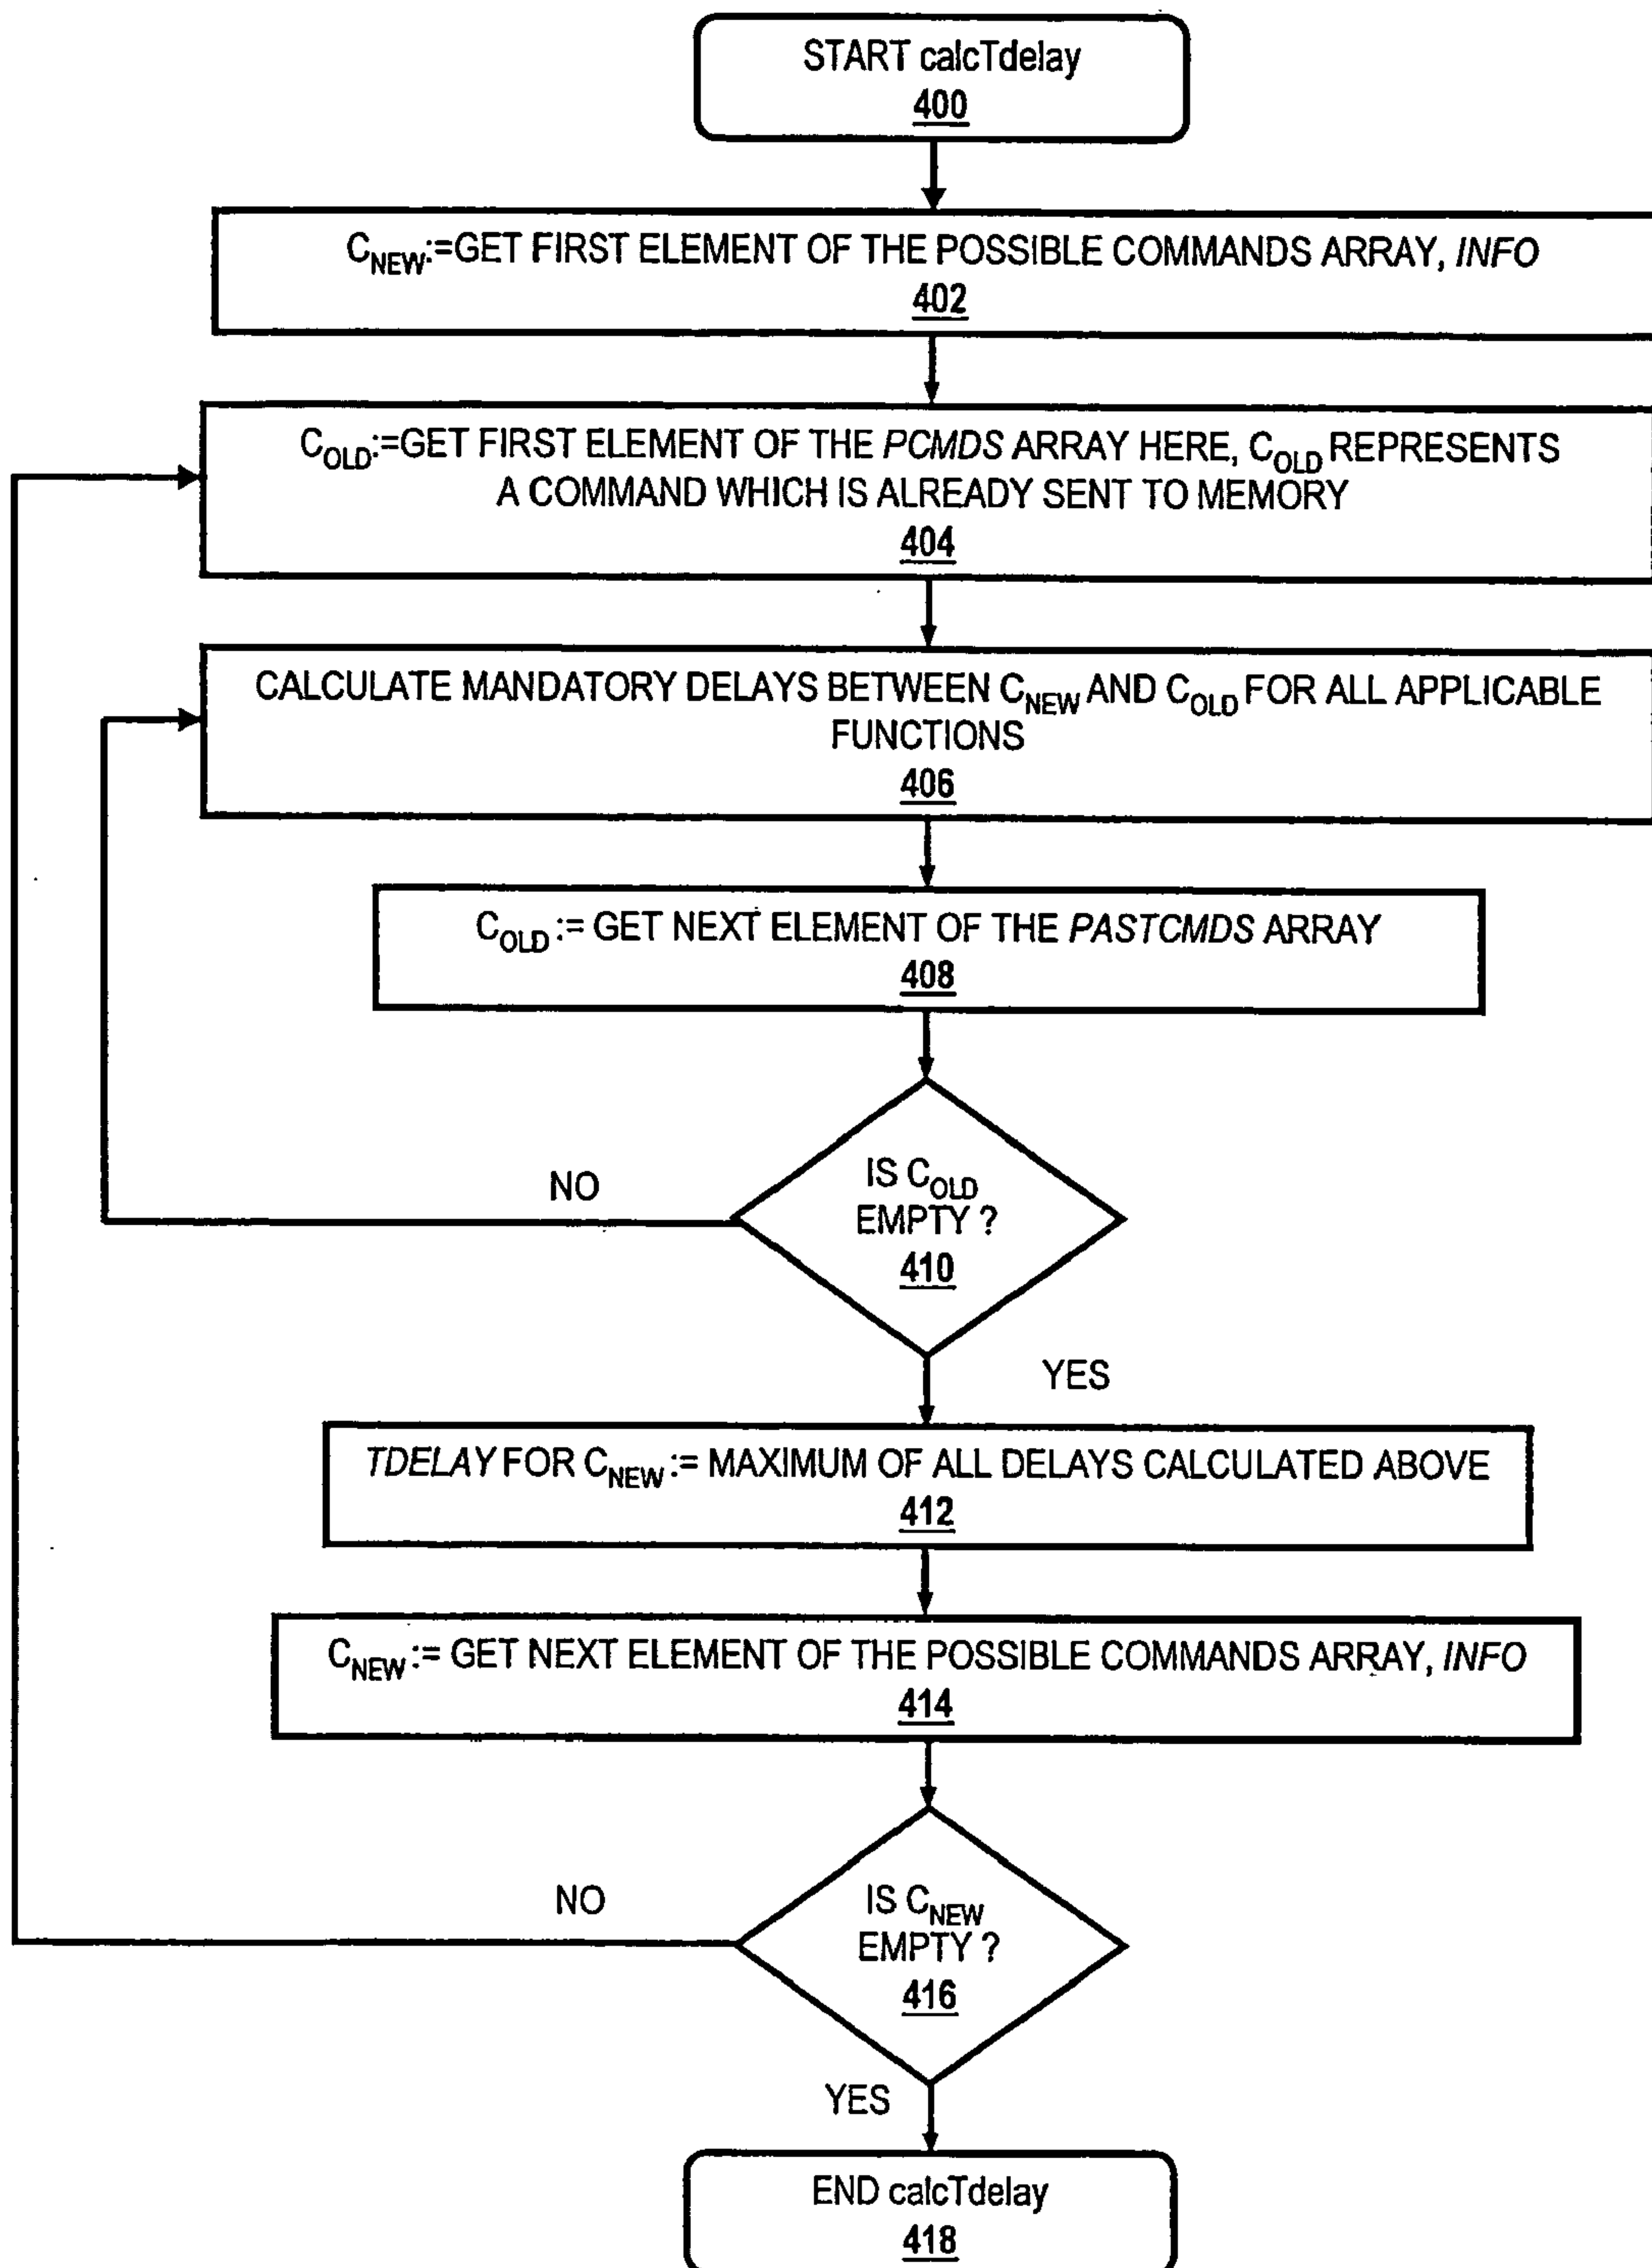 START calcTdelay
400
CNEW:=GET FIRST ELEMENT OF THE POSSIBLE COMMANDS ARRAY, INFO
402
COLD:=GET FIRST ELEMENT OF THE PCMDS ARRAY HERE, COLD REPRESENTS
A COMMAND WHICH IS ALREADY SENT TO MEMORY
404
CALCULATE MANDATORY DELAYS BETWEEN CNEW AND COLD FOR ALL APPLICABLE
FUNCTIONS
406
COLD := GET NEXT ELEMENT OF THE PASTCMDS ARRAY
408
IS COLD
EMPTY ?
410
NO
YES
TDELAY FOR CNEW := MAXIMUM OF ALL DELAYS CALCULATED ABOVE
412
CNEW := GET NEXT ELEMENT OF THE POSSIBLE COMMANDS ARRAY, INFO
414
IS CNEW
EMPTY ?
416
NO
YES
END calcTdelay
418